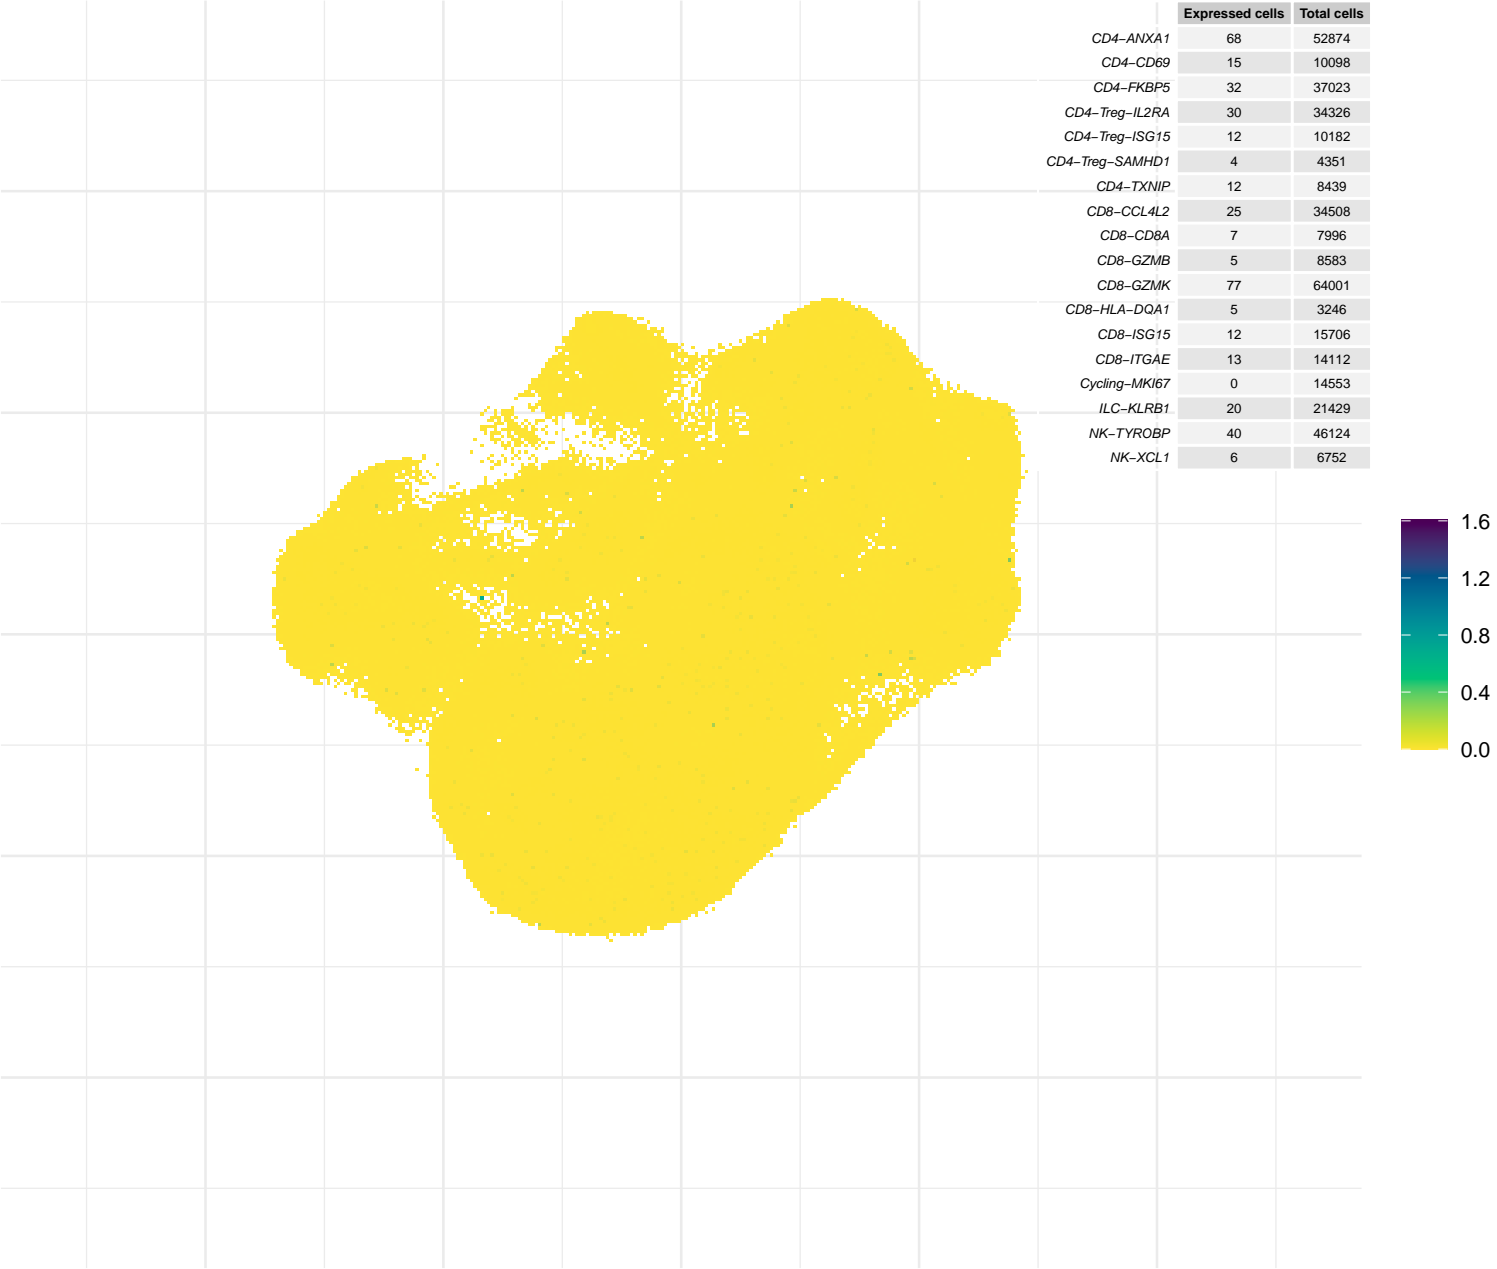 Expressed cells Total cells
CD4−ANXA1 68 52874
CD4−CD69 15 10098
CD4−FKBP5 32 37023
CD4−Treg−IL2RA 30 34326
CD4−Treg−ISG15 12 10182
CD4−Treg−SAMHD1 4 4351
CD4−TXNIP 12 8439
CD8−CCL4L2 25 34508
CD8−CD8A 7 7996
CD8−GZMB 5 8583
CD8−GZMK 77 64001
CD8−HLA−DQA1 5 3246
CD8−ISG15 12 15706
CD8−ITGAE 13 14112
Cycling−MKI67 0 14553
ILC−KLRB1 20 21429
NK−TYROBP 40 46124
NK−XCL1 6 6752
1.6
1.2
0.8
0.4
0.0